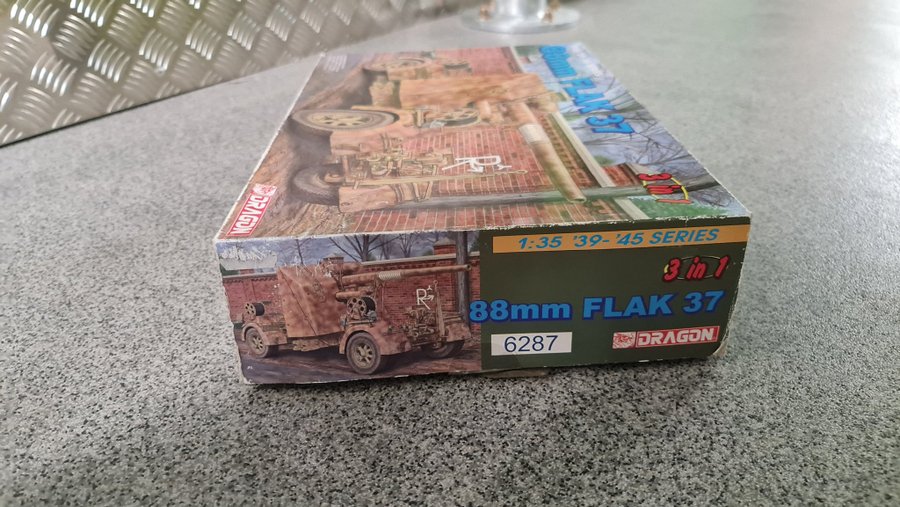 88mm FLAK 37
3 in 1
DRAGON
R
1:35 '39-'45 SERIES
3 in 1
88mm FLAK 37
6287
DRAGON
R